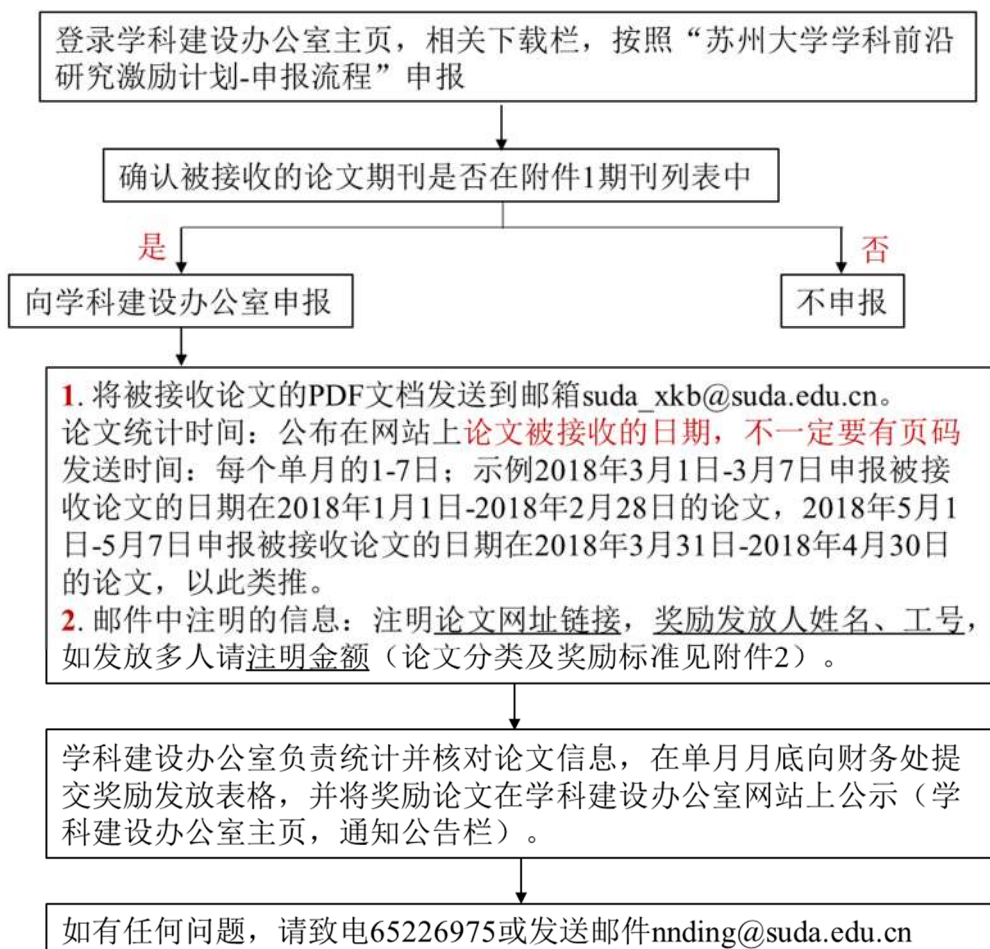 登录学科建设办公室主页，相关下载栏，按照“苏州大学学科前沿
研究激励计划-申报流程”申报
确认被接收的论文期刊是否在附件1期刊列表中
是
否
向学科建设办公室申报
不申报
1. 将被接收论文的PDF文档发送到邮箱suda_xkb@suda.edu.cn。
论文统计时间：公布在网站上论文被接收的日期，不一定要有页码
发送时间：每个单月的1-7日；示例2018年3月1日-3月7日申报被接
收论文的日期在2018年1月1日-2018年2月28日的论文，2018年5月1
日-5月7日申报被接收论文的日期在2018年3月31日-2018年4月30日
的论文，以此类推。
2. 邮件中注明的信息：注明论文网址链接，奖励发放人姓名、工号，
如发放多人请注明金额（论文分类及奖励标准见附件2）。
学科建设办公室负责统计并核对论文信息，在单月月底向财务处提
交奖励发放表格，并将奖励论文在学科建设办公室网站上公示（学
科建设办公室主页，通知公告栏）。
如有任何问题，请致电65226975或发送邮件nnding@suda.edu.cn